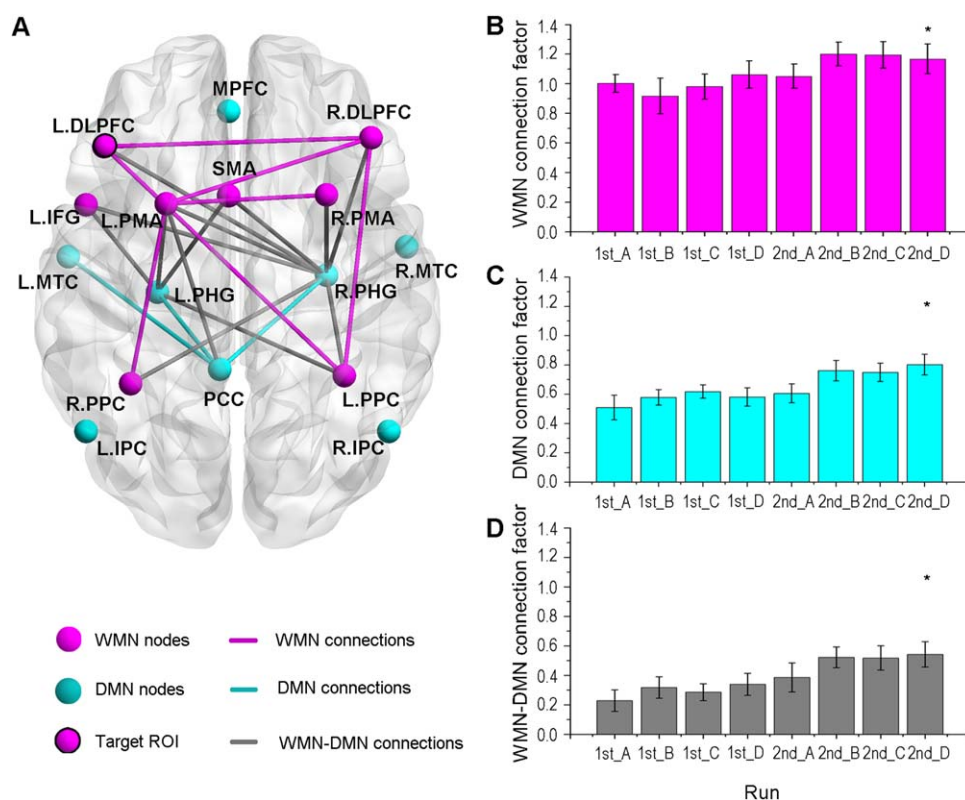 A
MPFC
L.DLPFC
R.DLPFC
SMA
L.IFG
L.PMA
R.PMA
L.MTC
R.MTC
L.PHG
R.PHG
R.PPC
PCC
L.PPC
L.IPC
R.IPC
WMN nodes
WMN connections
DMN nodes
DMN connections
Target ROI
WMN-DMN connections
B
WMN connection factor
1.4
1.2
1.0
0.8
0.6
0.4
0.2
0.0
*
1st_A 1st_B 1st_C 1st_D 2nd_A 2nd_B 2nd_C 2nd_D
C
DMN connection factor
1.4
1.2
1.0
0.8
0.6
0.4
0.2
0.0
*
1st_A 1st_B 1st_C 1st_D 2nd_A 2nd_B 2nd_C 2nd_D
D
WMN-DMN connection factor
1.4
1.2
1.0
0.8
0.6
0.4
0.2
0.0
*
1st_A 1st_B 1st_C 1st_D 2nd_A 2nd_B 2nd_C 2nd_D
Run